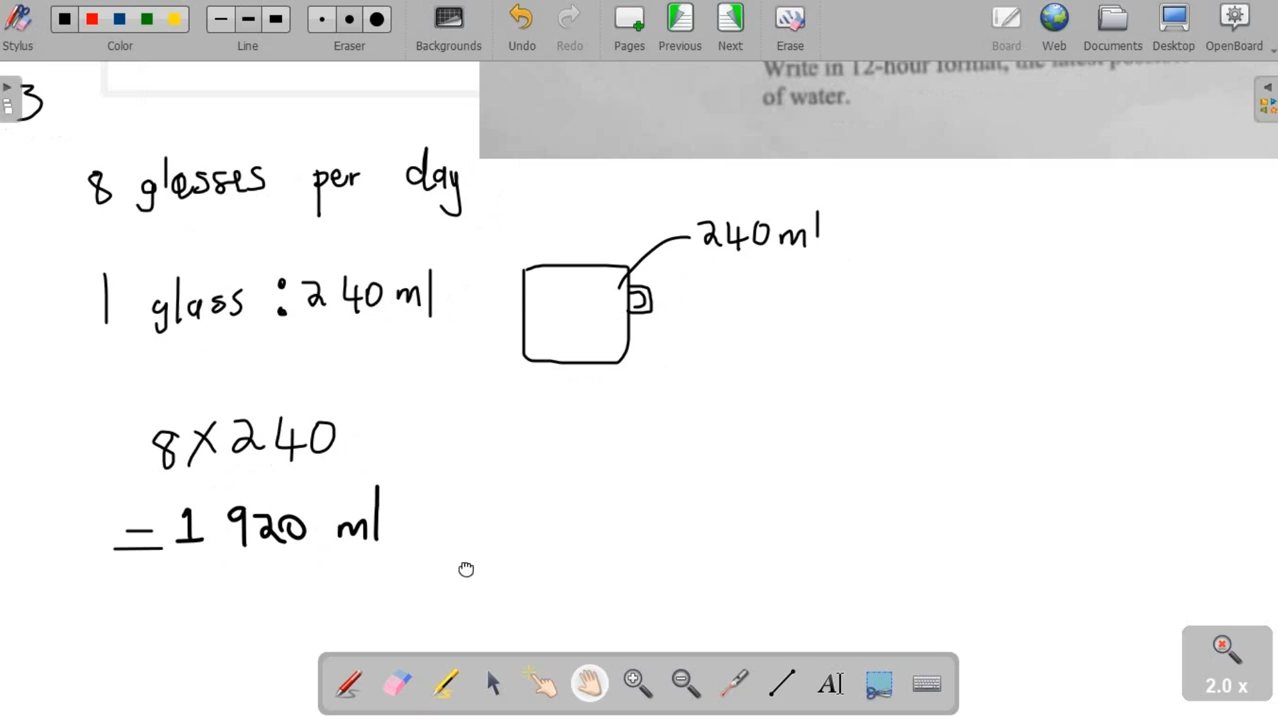 Stylus
Color
Line
Eraser
Backgrounds
Undo
Redo
Pages
Previous
Next
Erase
Board
Web
Documents
Desktop
OpenBoard
Write in 12-hour format, the latest
of water.
3
8 glasses per day
240 ml
1 glass : 240 ml
8 × 240
= 1 920 ml
2.0 x